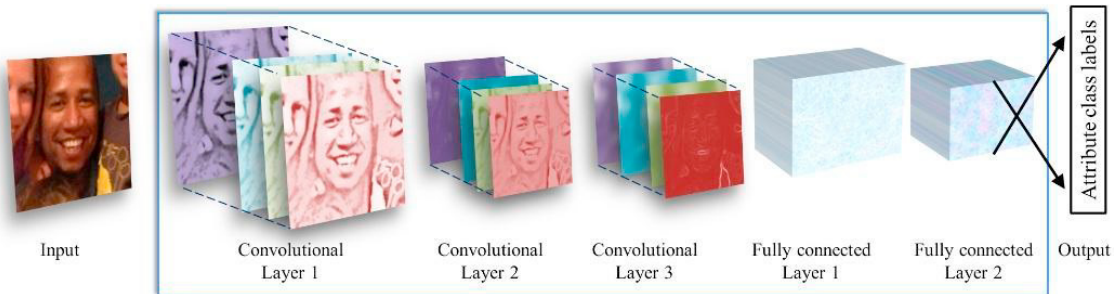 Input
Convolutional
Layer 1
Convolutional
Layer 2
Convolutional
Layer 3
Fully connected
Layer 1
Fully connected
Layer 2
Output
Attribute class labels